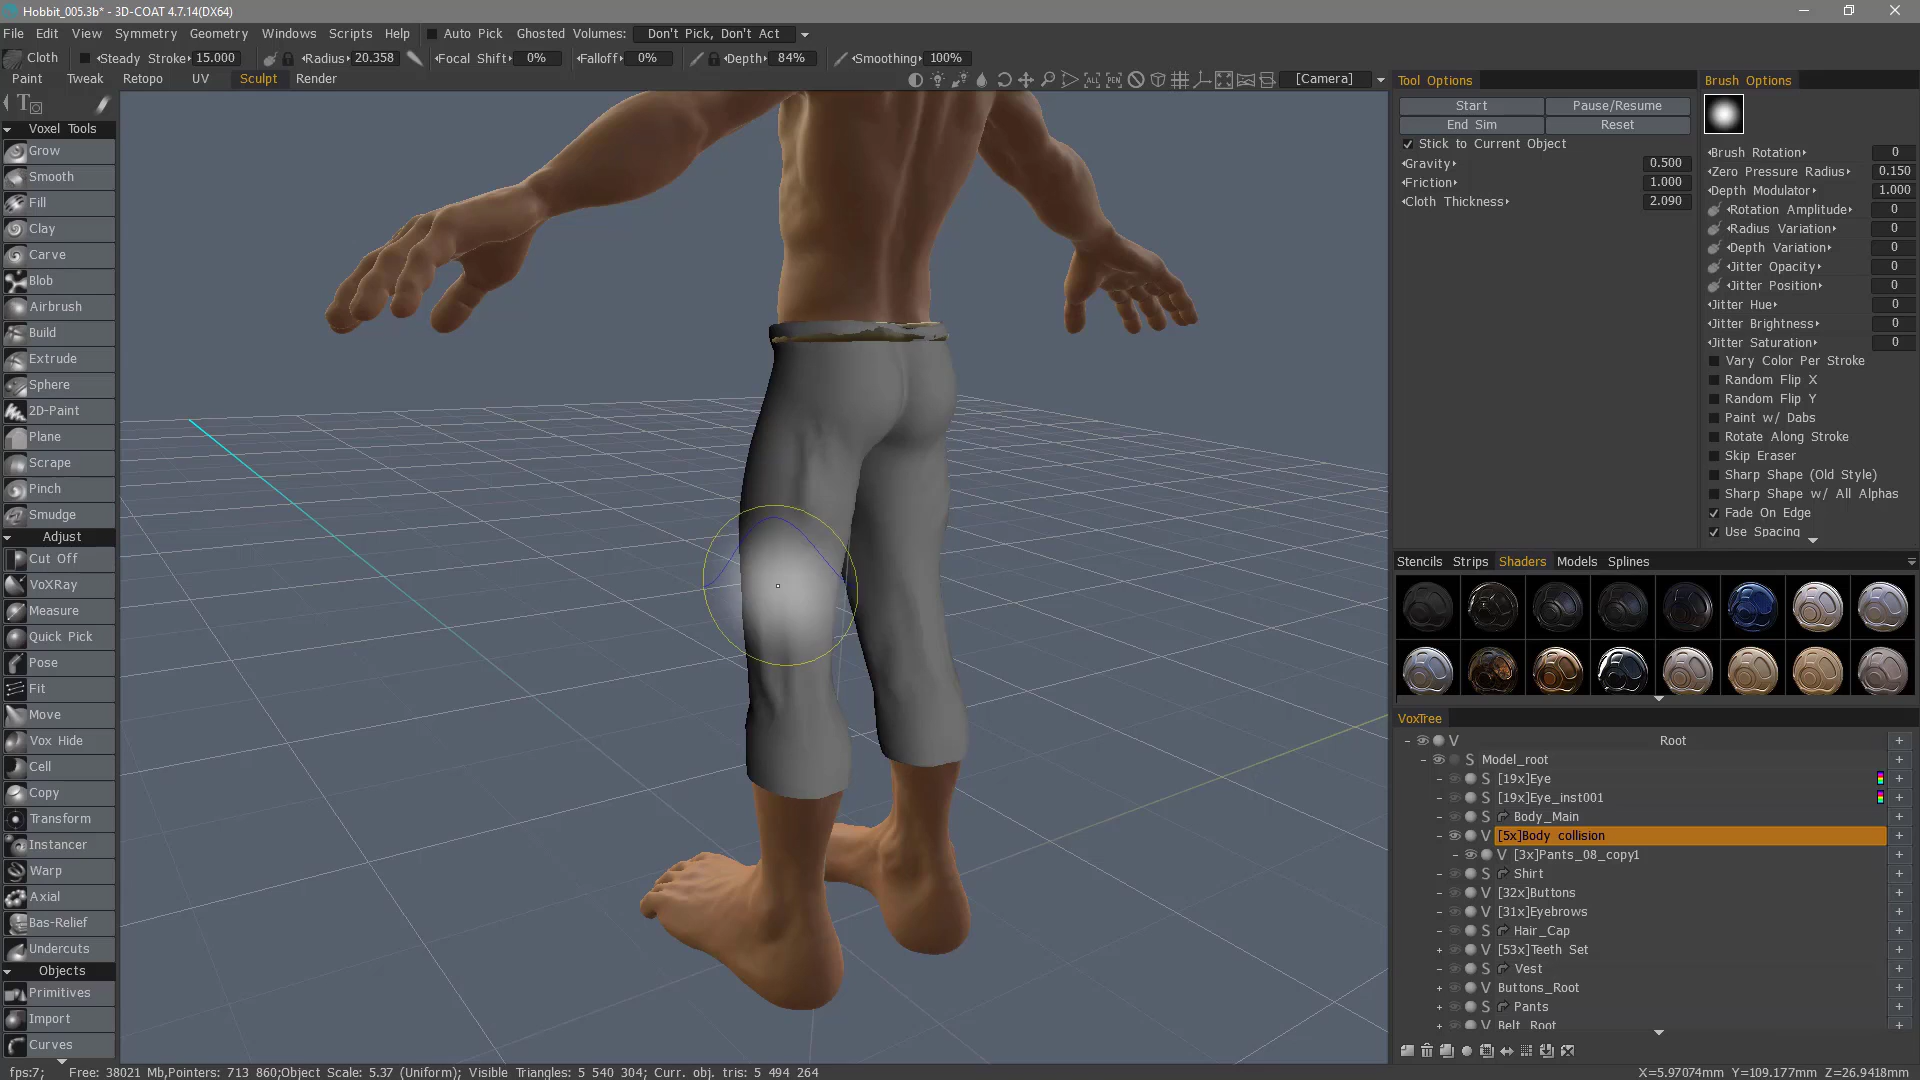 Hobbit_005.3b* - 3D-COAT 4.7.14(DX64)
File Edit View Symmetry Geometry Windows Scripts Help Auto Pick Ghosted Volumes: Don't Pick, Don't Act
Cloth Steady Stroke 15.000 Radius 20.358 Focal Shift 0% Falloff 0% Depth 84% Smoothing 100%
Paint Tweak Retopo UV Sculpt Render [Camera]
Voxel Tools
Grow
Smooth
Fill
Clay
Carve
Blob
Airbrush
Build
Extrude
Sphere
2D-Paint
Plane
Scrape
Pinch
Smudge
Adjust
Cut Off
VoXRay
Measure
Quick Pick
Pose
Fit
Move
Vox Hide
Cell
Copy
Transform
Instancer
Warp
Axial
Bas-Relief
Undercuts
Objects
Primitives
Import
Curves
Tool Options
Start Pause/Resume
End Sim Reset
Stick to Current Object
Gravity 0.500
Friction 1.000
Cloth Thickness 2.090
Brush Options
Brush Rotation 0
Zero Pressure Radius 0.150
Depth Modulator 1.000
Rotation Amplitude 0
Radius Variation 0
Depth Variation 0
Jitter Opacity 0
Jitter Position 0
Jitter Hue 0
Jitter Brightness 0
Jitter Saturation 0
Vary Color Per Stroke
Random Flip X
Random Flip Y
Paint w/ Dabs
Rotate Along Stroke
Skip Eraser
Sharp Shape (Old Style)
Sharp Shape w/ All Alphas
Fade On Edge
Use Spacing
Stencils Strips Shaders Models Splines
VoxTree
V Root +
S Model_root +
S [19x]Eye +
S [19x]Eye_inst001 +
S Body_Main +
V [5x]Body collision +
V [3x]Pants_08_copy1 +
S Shirt +
V [32x]Buttons +
V [31x]Eyebrows +
S Hair_Cap +
V [53x]Teeth Set +
S Vest +
V Buttons_Root +
S Pants +
V Belt_Root +
fps:7; Free: 38021 Mb,Pointers: 713 860;Object Scale: 5.37 (Uniform); Visible Triangles: 5 540 304; Curr. obj. tris: 5 494 264 X=5.97074mm Y=109.177mm Z=26.9418mm